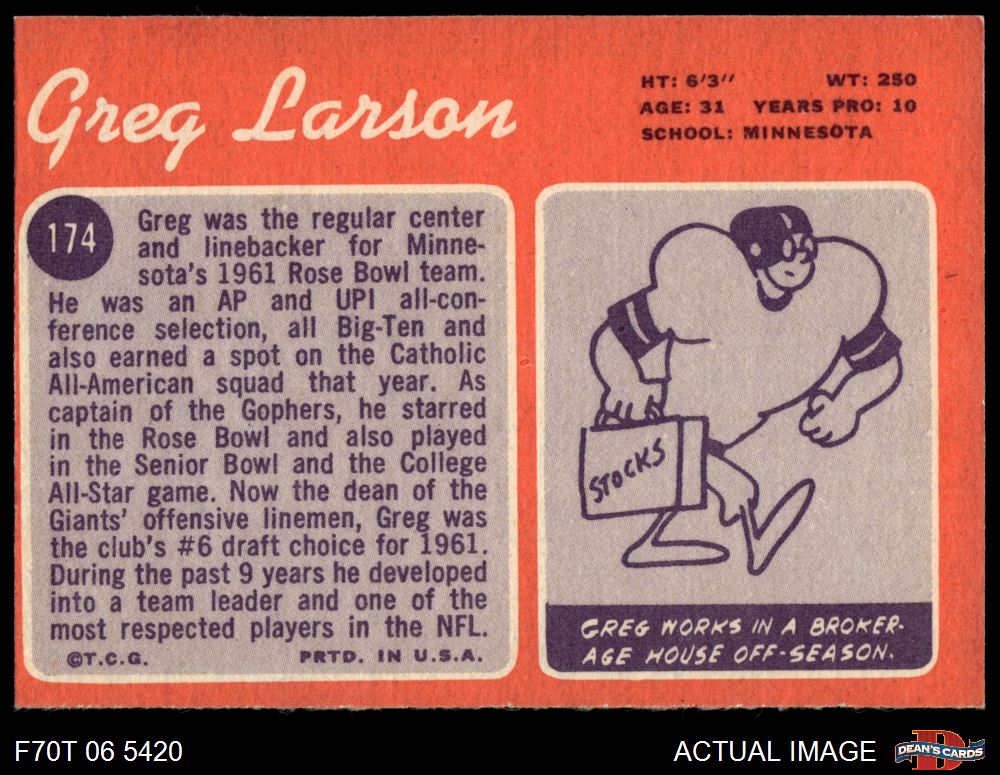 Greg Larson
HT: 6'3" WT: 250
AGE: 31 YEARS PRO: 10
SCHOOL: MINNESOTA
174
Greg was the regular center
and linebacker for Minne-
sota's 1961 Rose Bowl team.
He was an AP and UPI all-con-
ference selection, all Big-Ten and
also earned a spot on the Catholic
All-American squad that year. As
captain of the Gophers, he starred
in the Rose Bowl and also played
in the Senior Bowl and the College
All-Star game. Now the dean of the
Giants' offensive linemen, Greg was
the club's #6 draft choice for 1961.
During the past 9 years he developed
into a team leader and one of the
most respected players in the NFL.
©T.C.G. PRTD. IN U.S.A.
STOCKS
GREG WORKS IN A BROKER-
AGE HOUSE OFF-SEASON.
F70T 06 5420
ACTUAL IMAGE
D
DEAN'S CARDS